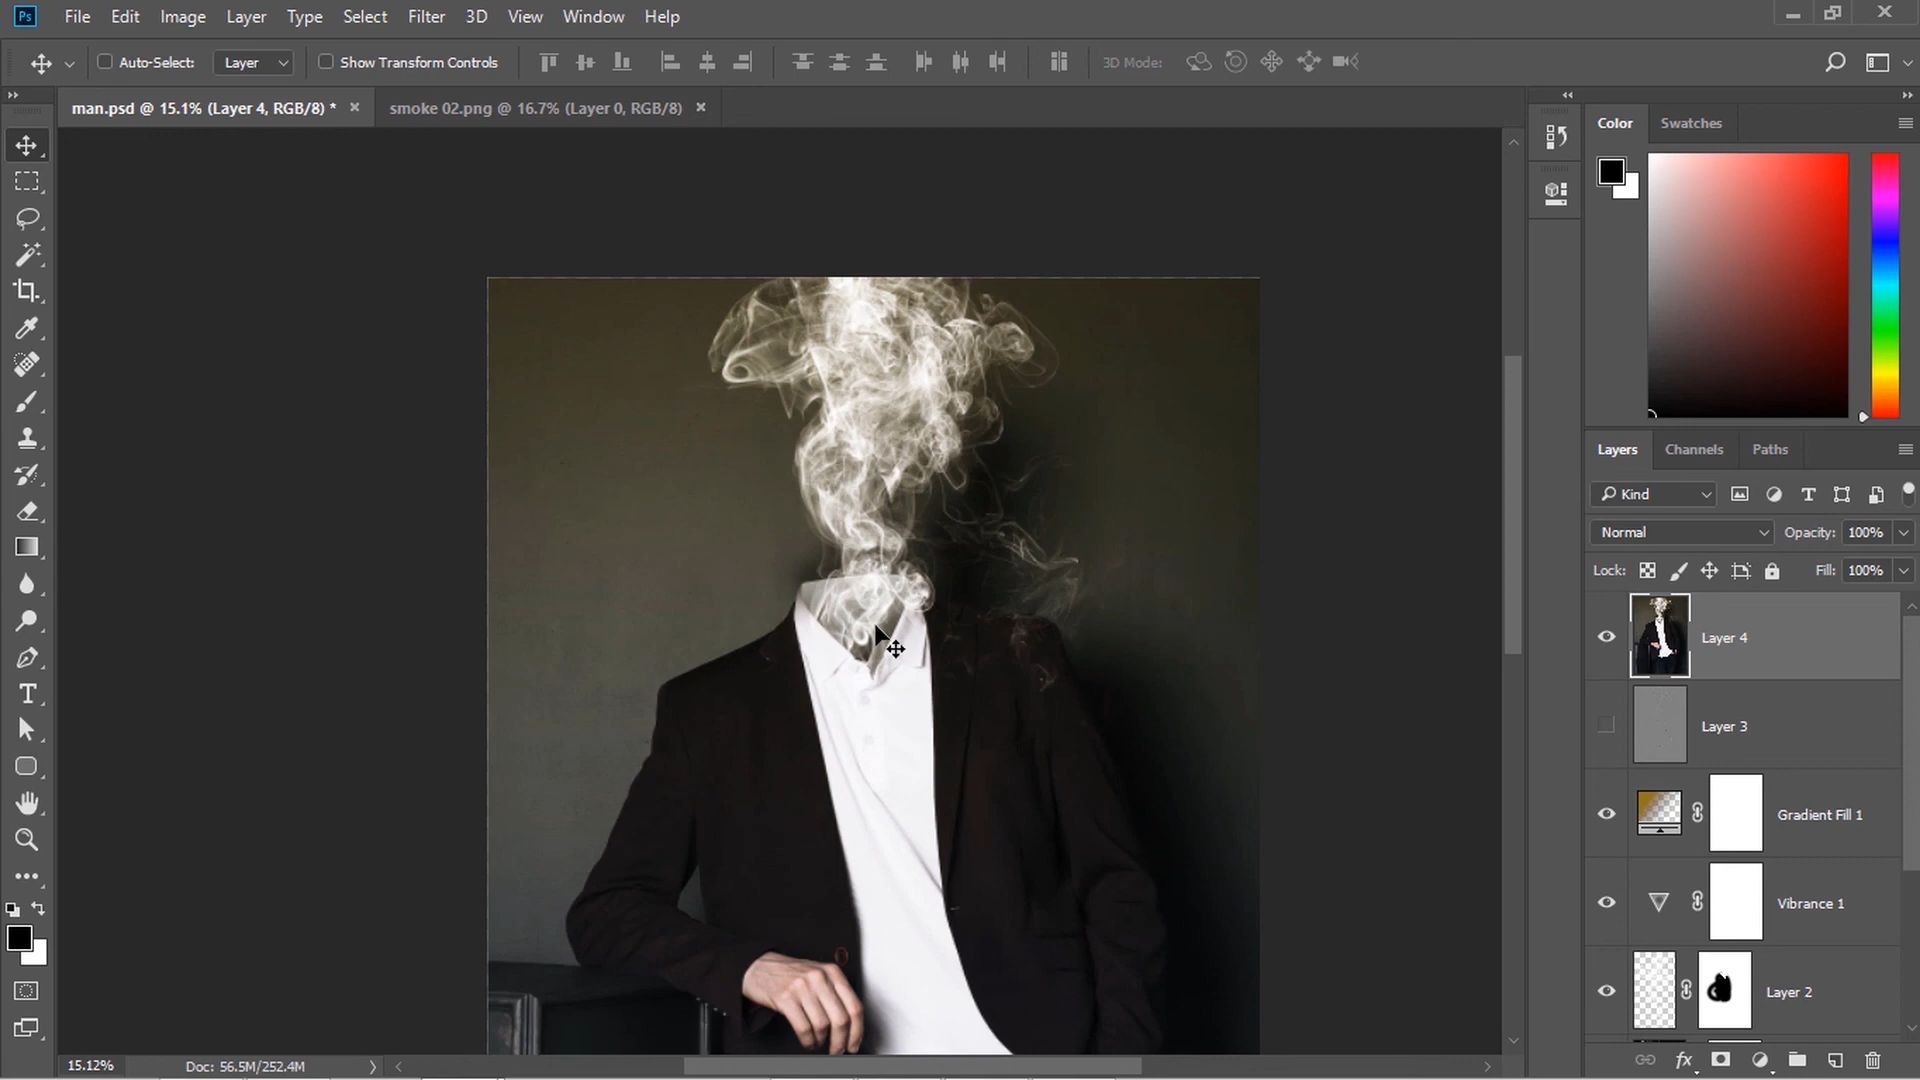 Ps File Edit Image Layer Type Select Filter 3D View Window Help
Auto-Select: Layer Show Transform Controls 3D Mode:
man.psd @ 15.1% (Layer 4, RGB/8) * smoke 02.png @ 16.7% (Layer 0, RGB/8)
Color Swatches
Layers Channels Paths
Kind
Normal Opacity: 100%
Lock: Fill: 100%
Layer 4
Layer 3
Gradient Fill 1
Vibrance 1
Layer 2
15.12% Doc: 56.5M/252.4M
fx